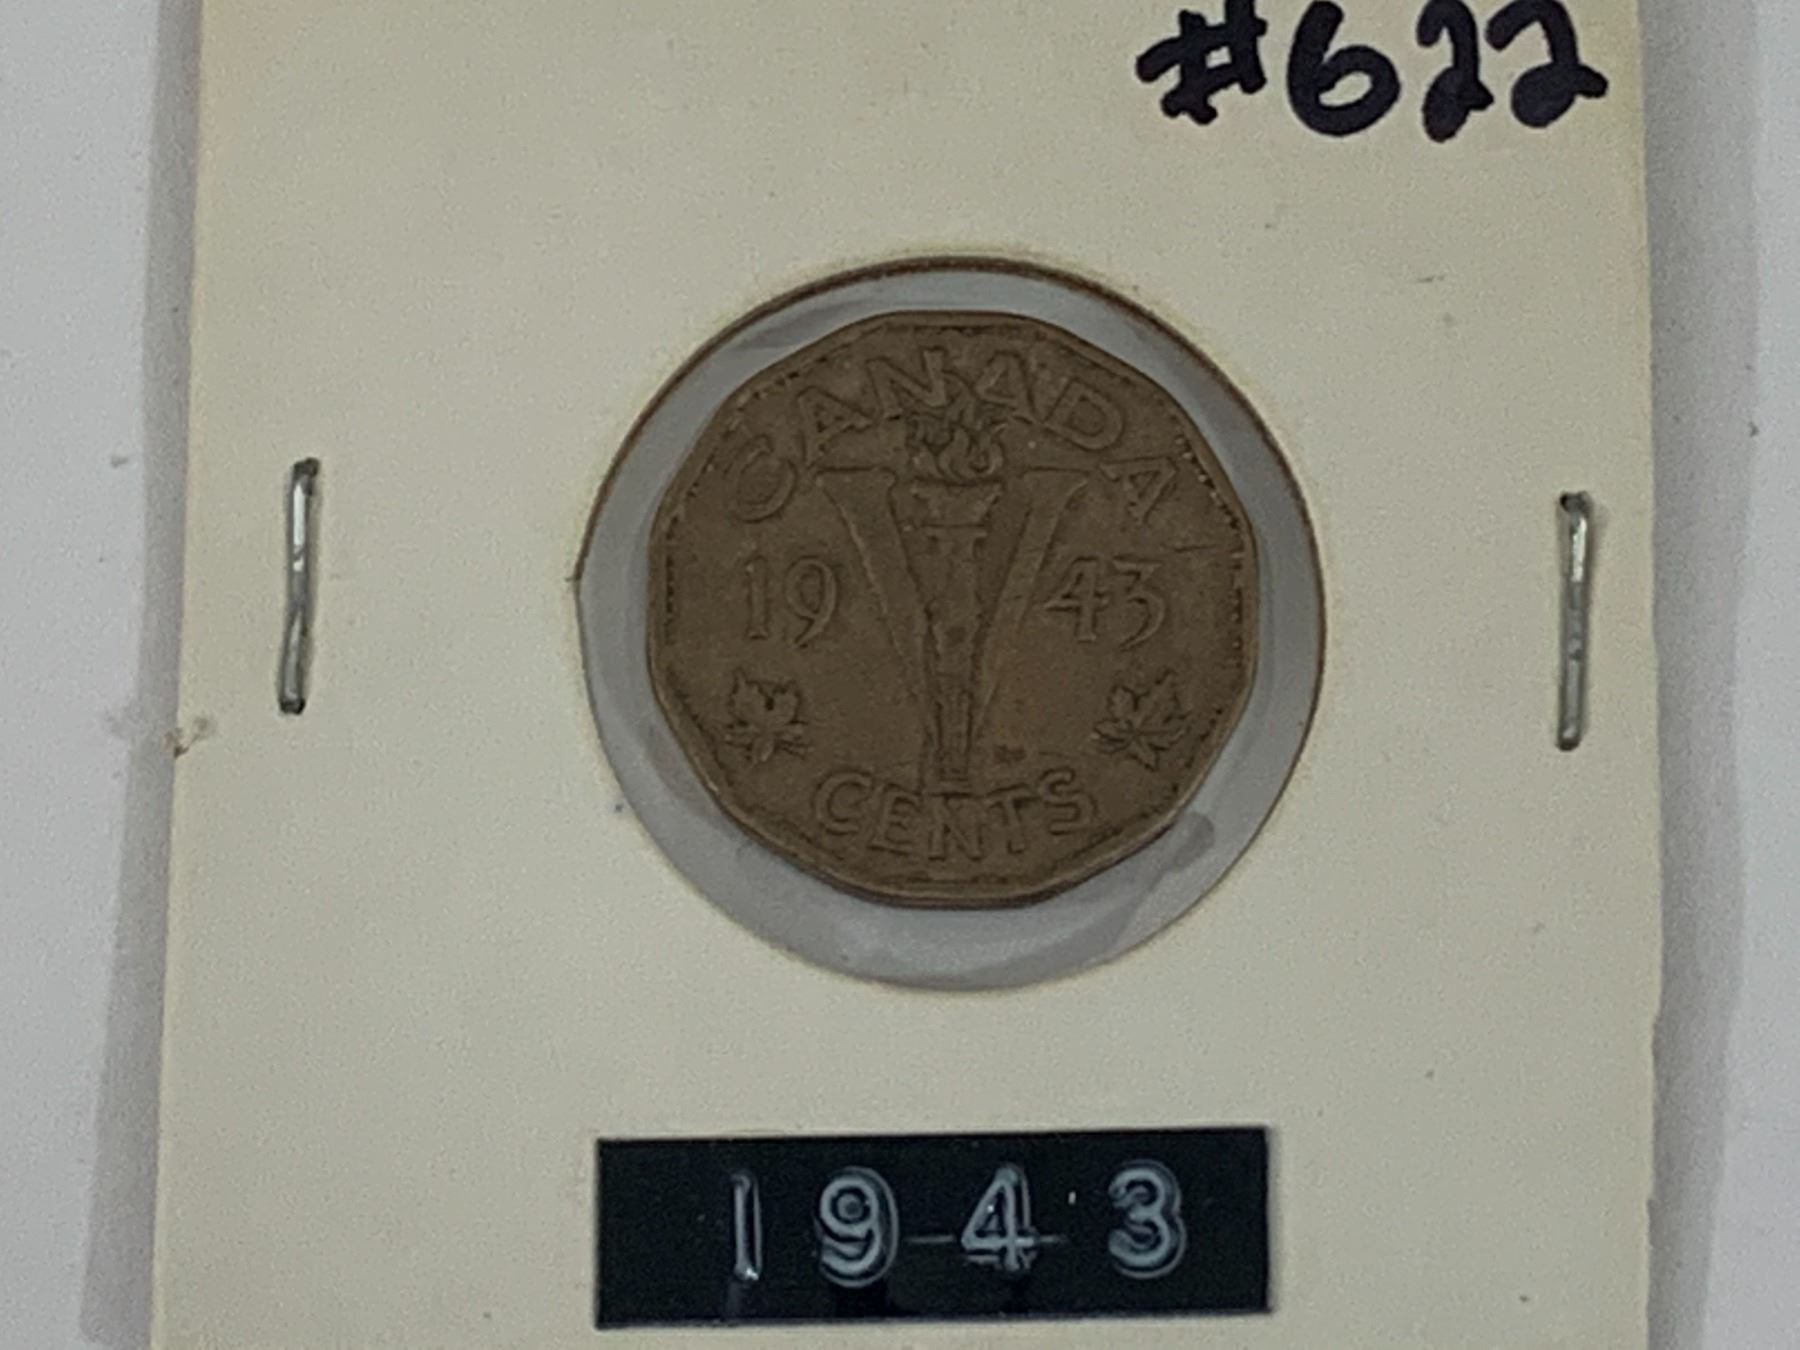 #622
CANADA
19 V 43
CENTS
1943